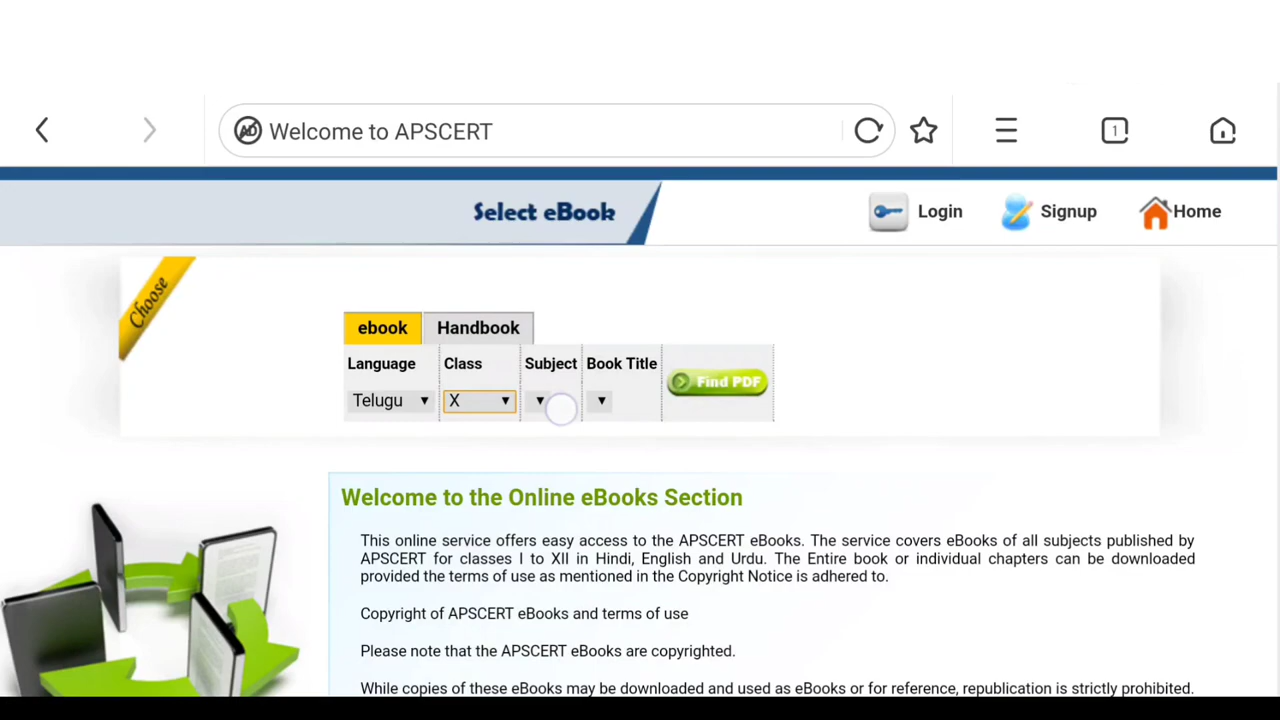 Welcome to APSCERT
1
Select eBook
Login
Signup
Home
Choose
ebook
Handbook
Language
Class
Subject
Book Title
Find PDF
Telugu
X
Welcome to the Online eBooks Section
This online service offers easy access to the APSCERT eBooks. The service covers eBooks of all subjects published by
APSCERT for classes I to XII in Hindi, English and Urdu. The Entire book or individual chapters can be downloaded
provided the terms of use as mentioned in the Copyright Notice is adhered to.
Copyright of APSCERT eBooks and terms of use
Please note that the APSCERT eBooks are copyrighted.
While copies of these eBooks may be downloaded and used as eBooks or for reference, republication is strictly prohibited.